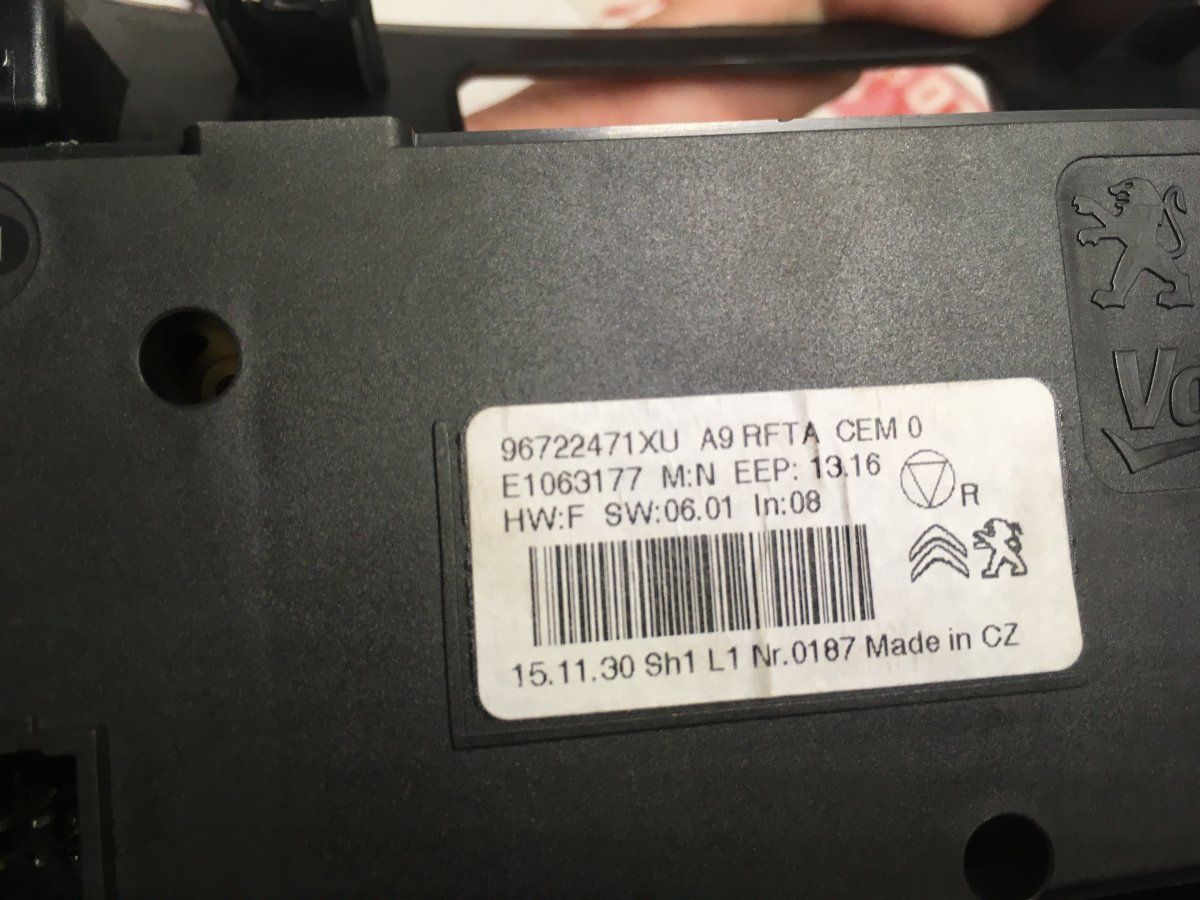 96722471XU A9 RFTA CEM 0
E1063177 M:N EEP: 13.16
R
HW:F SW:06.01 In:08
15.11.30 Sh1 L1 Nr.0187 Made in CZ